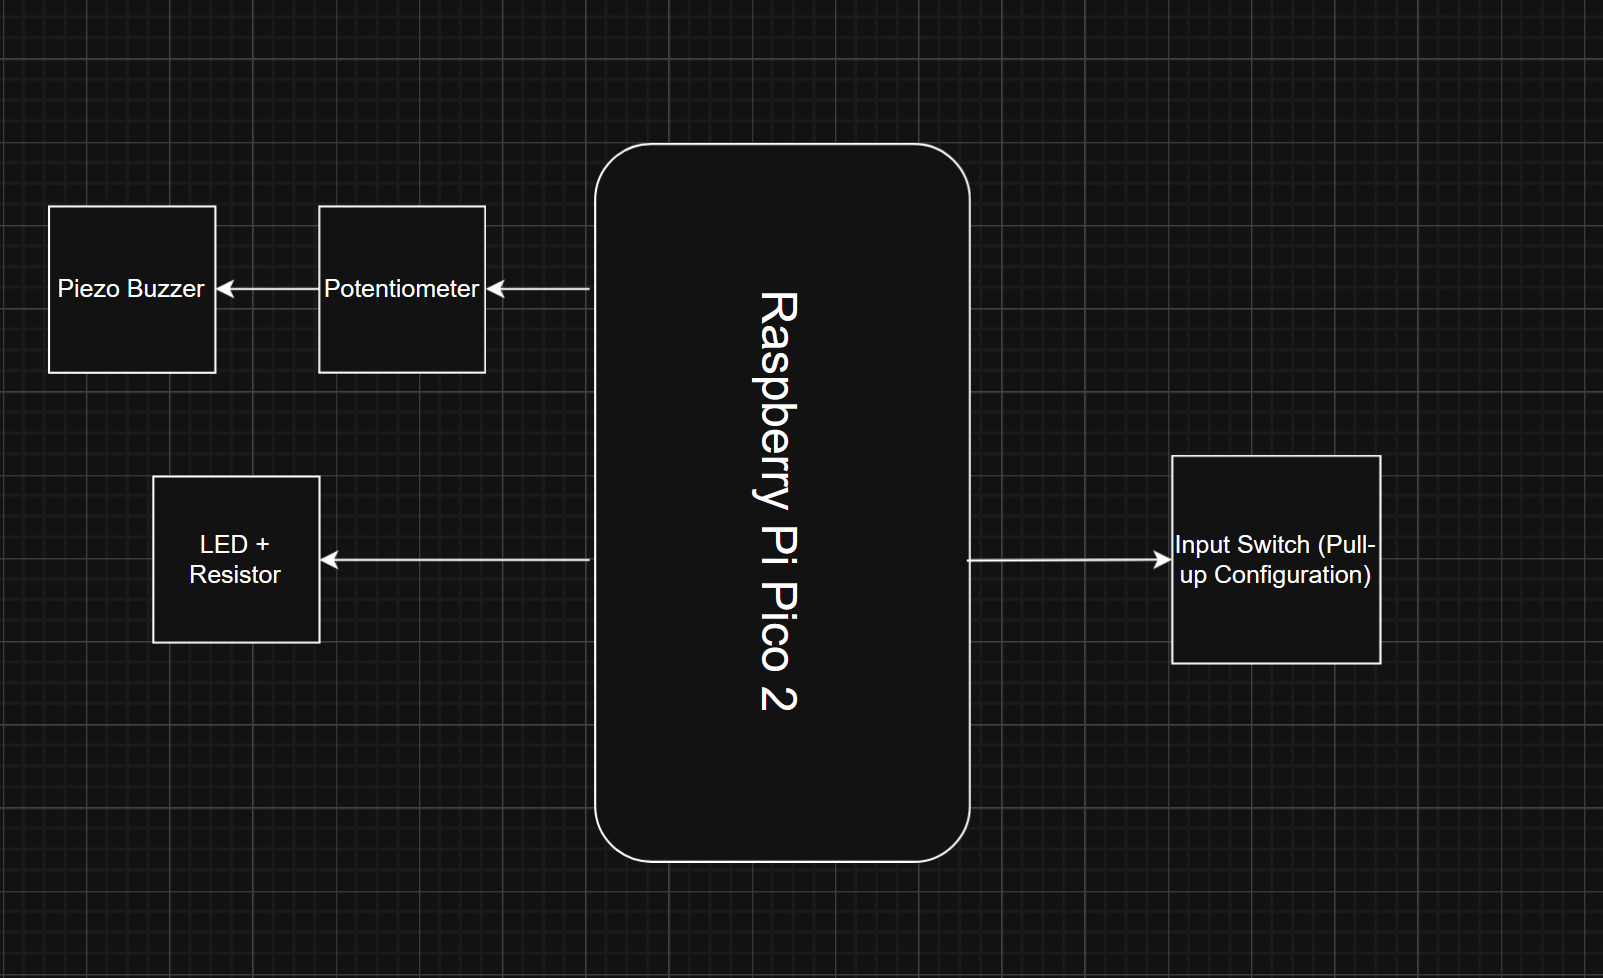 Piezo Buzzer
Potentiometer
LED +
Resistor
Raspberry Pi Pico 2
Input Switch (Pull-
up Configuration)